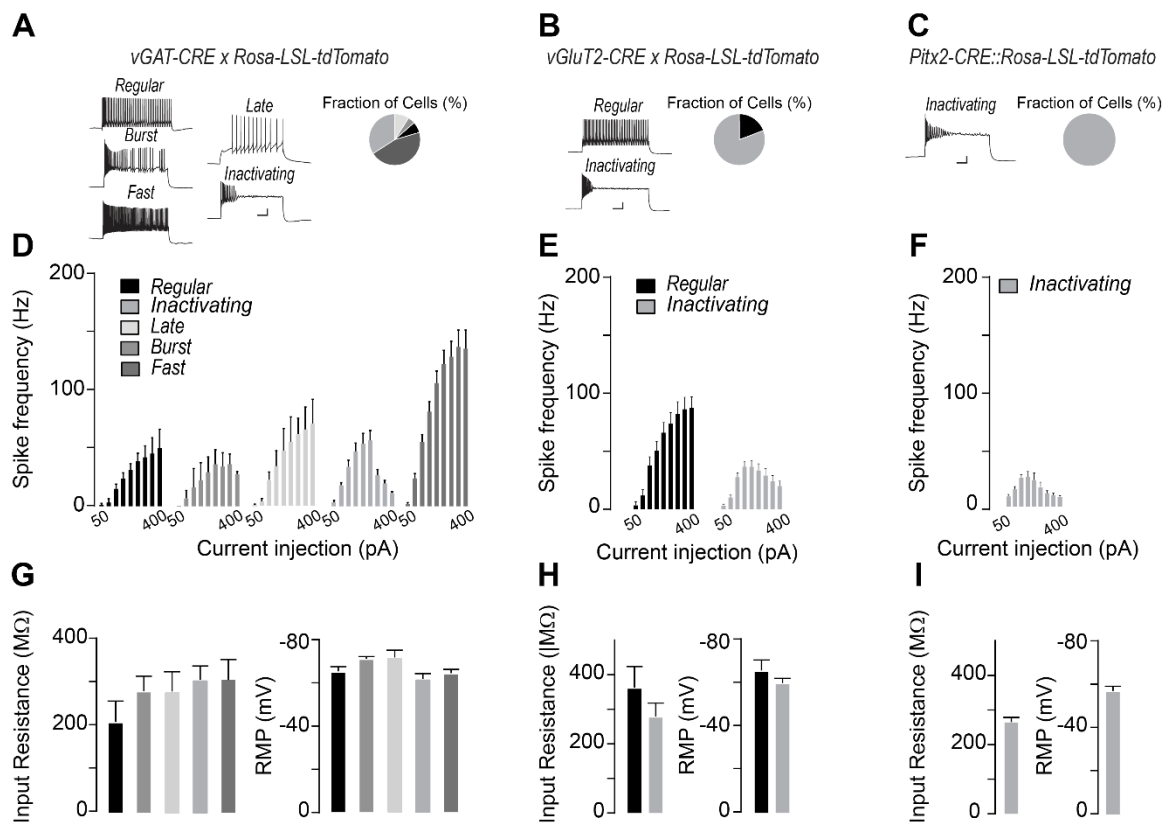 A
B
C
vGAT-CRE x Rosa-LSL-tdTomato
vGluT2-CRE x Rosa-LSL-tdTomato
Pitx2-CRE::Rosa-LSL-tdTomato
Regular
Late
Fraction of Cells (%)
Burst
Inactivating
Fast
Regular
Fraction of Cells (%)
Inactivating
Inactivating
Fraction of Cells (%)
D
200
100
0
Spike frequency (Hz)
Regular
Inactivating
Late
Burst
Fast
50
400
50
400
50
400
50
400
50
400
Current injection (pA)
E
200
100
0
Spike frequency (Hz)
Regular
Inactivating
50
400
50
400
Current injection (pA)
F
200
100
0
Spike frequency (Hz)
Inactivating
50
400
Current injection (pA)
G
Input Resistance (MΩ)
400
200
0
RMP (mV)
-80
-40
0
H
Input Resistance (|MΩ)
400
200
0
RMP (mV)
-80
-40
0
I
Input Resistance (MΩ)
400
200
0
RMP (mV)
-80
-40
0